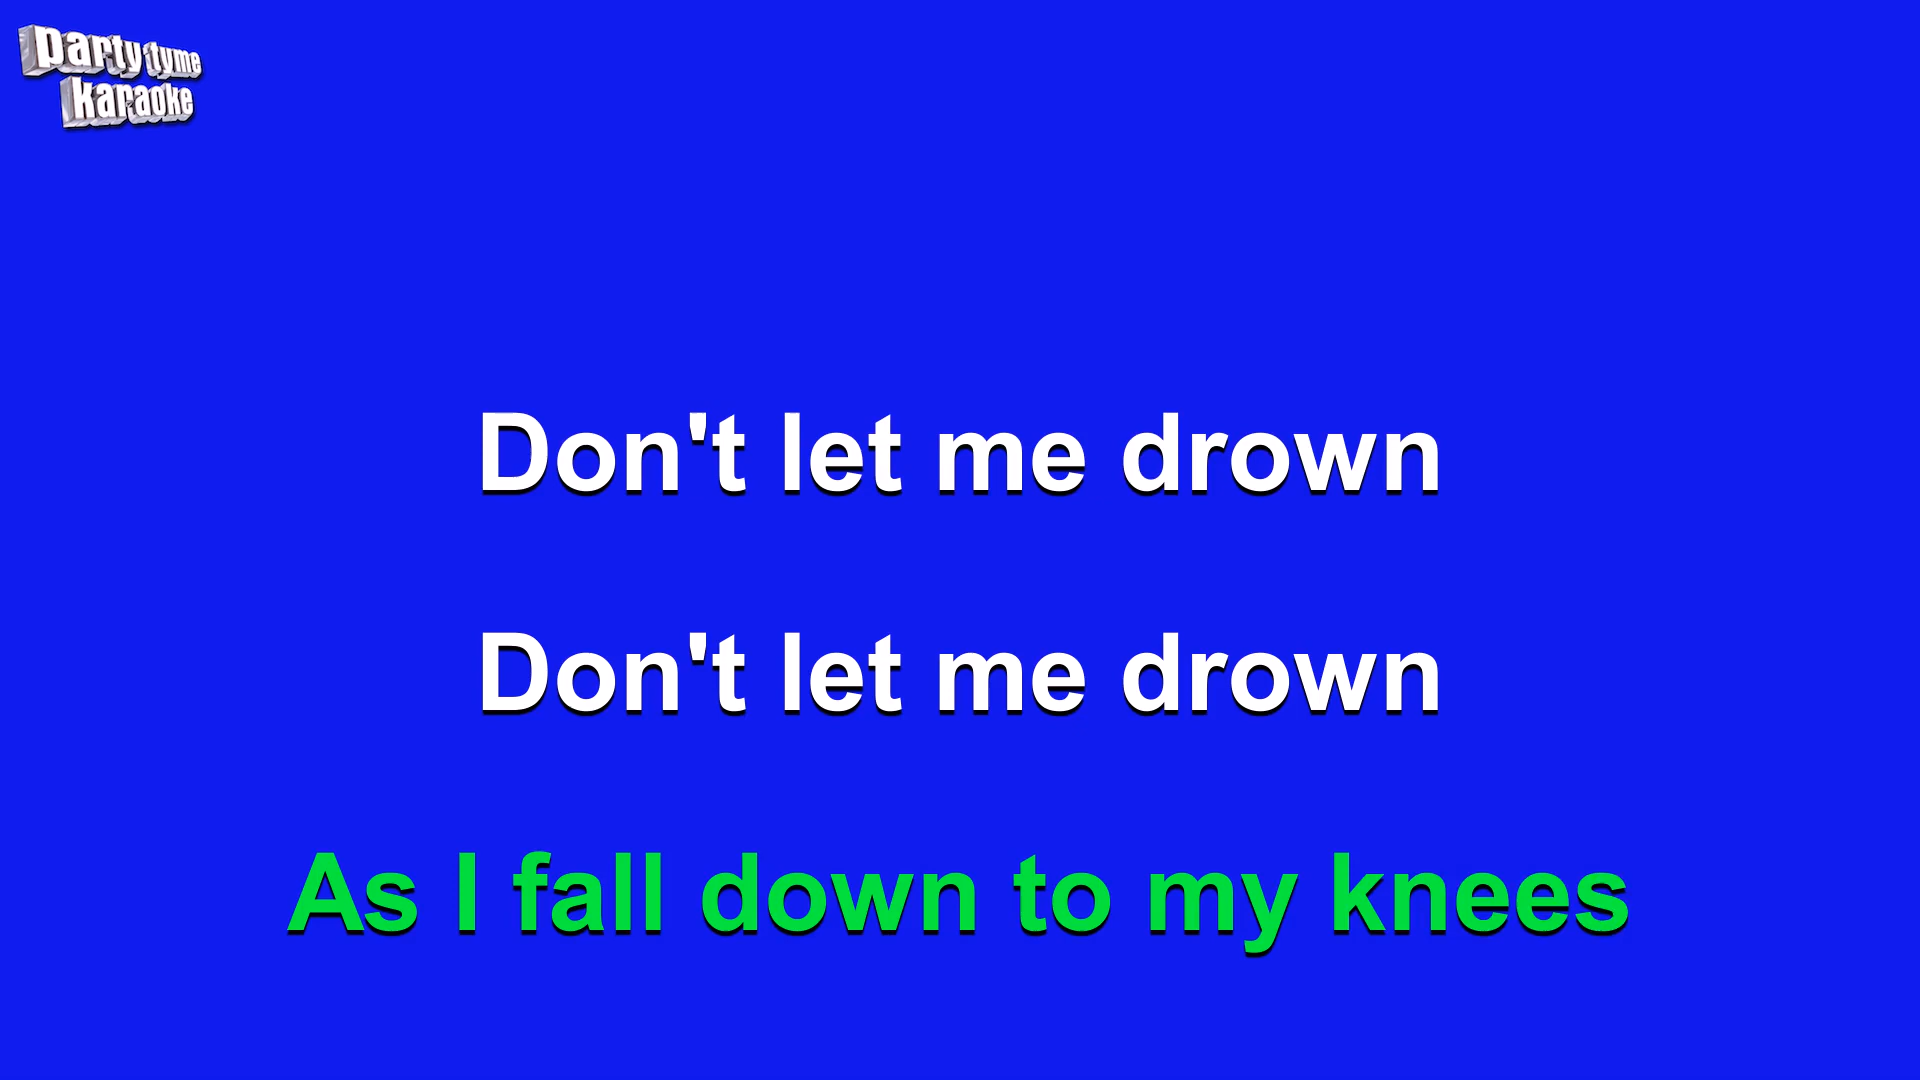 party tyme
karaoke
Don't let me drown
Don't let me drown
As I fall down to my knees